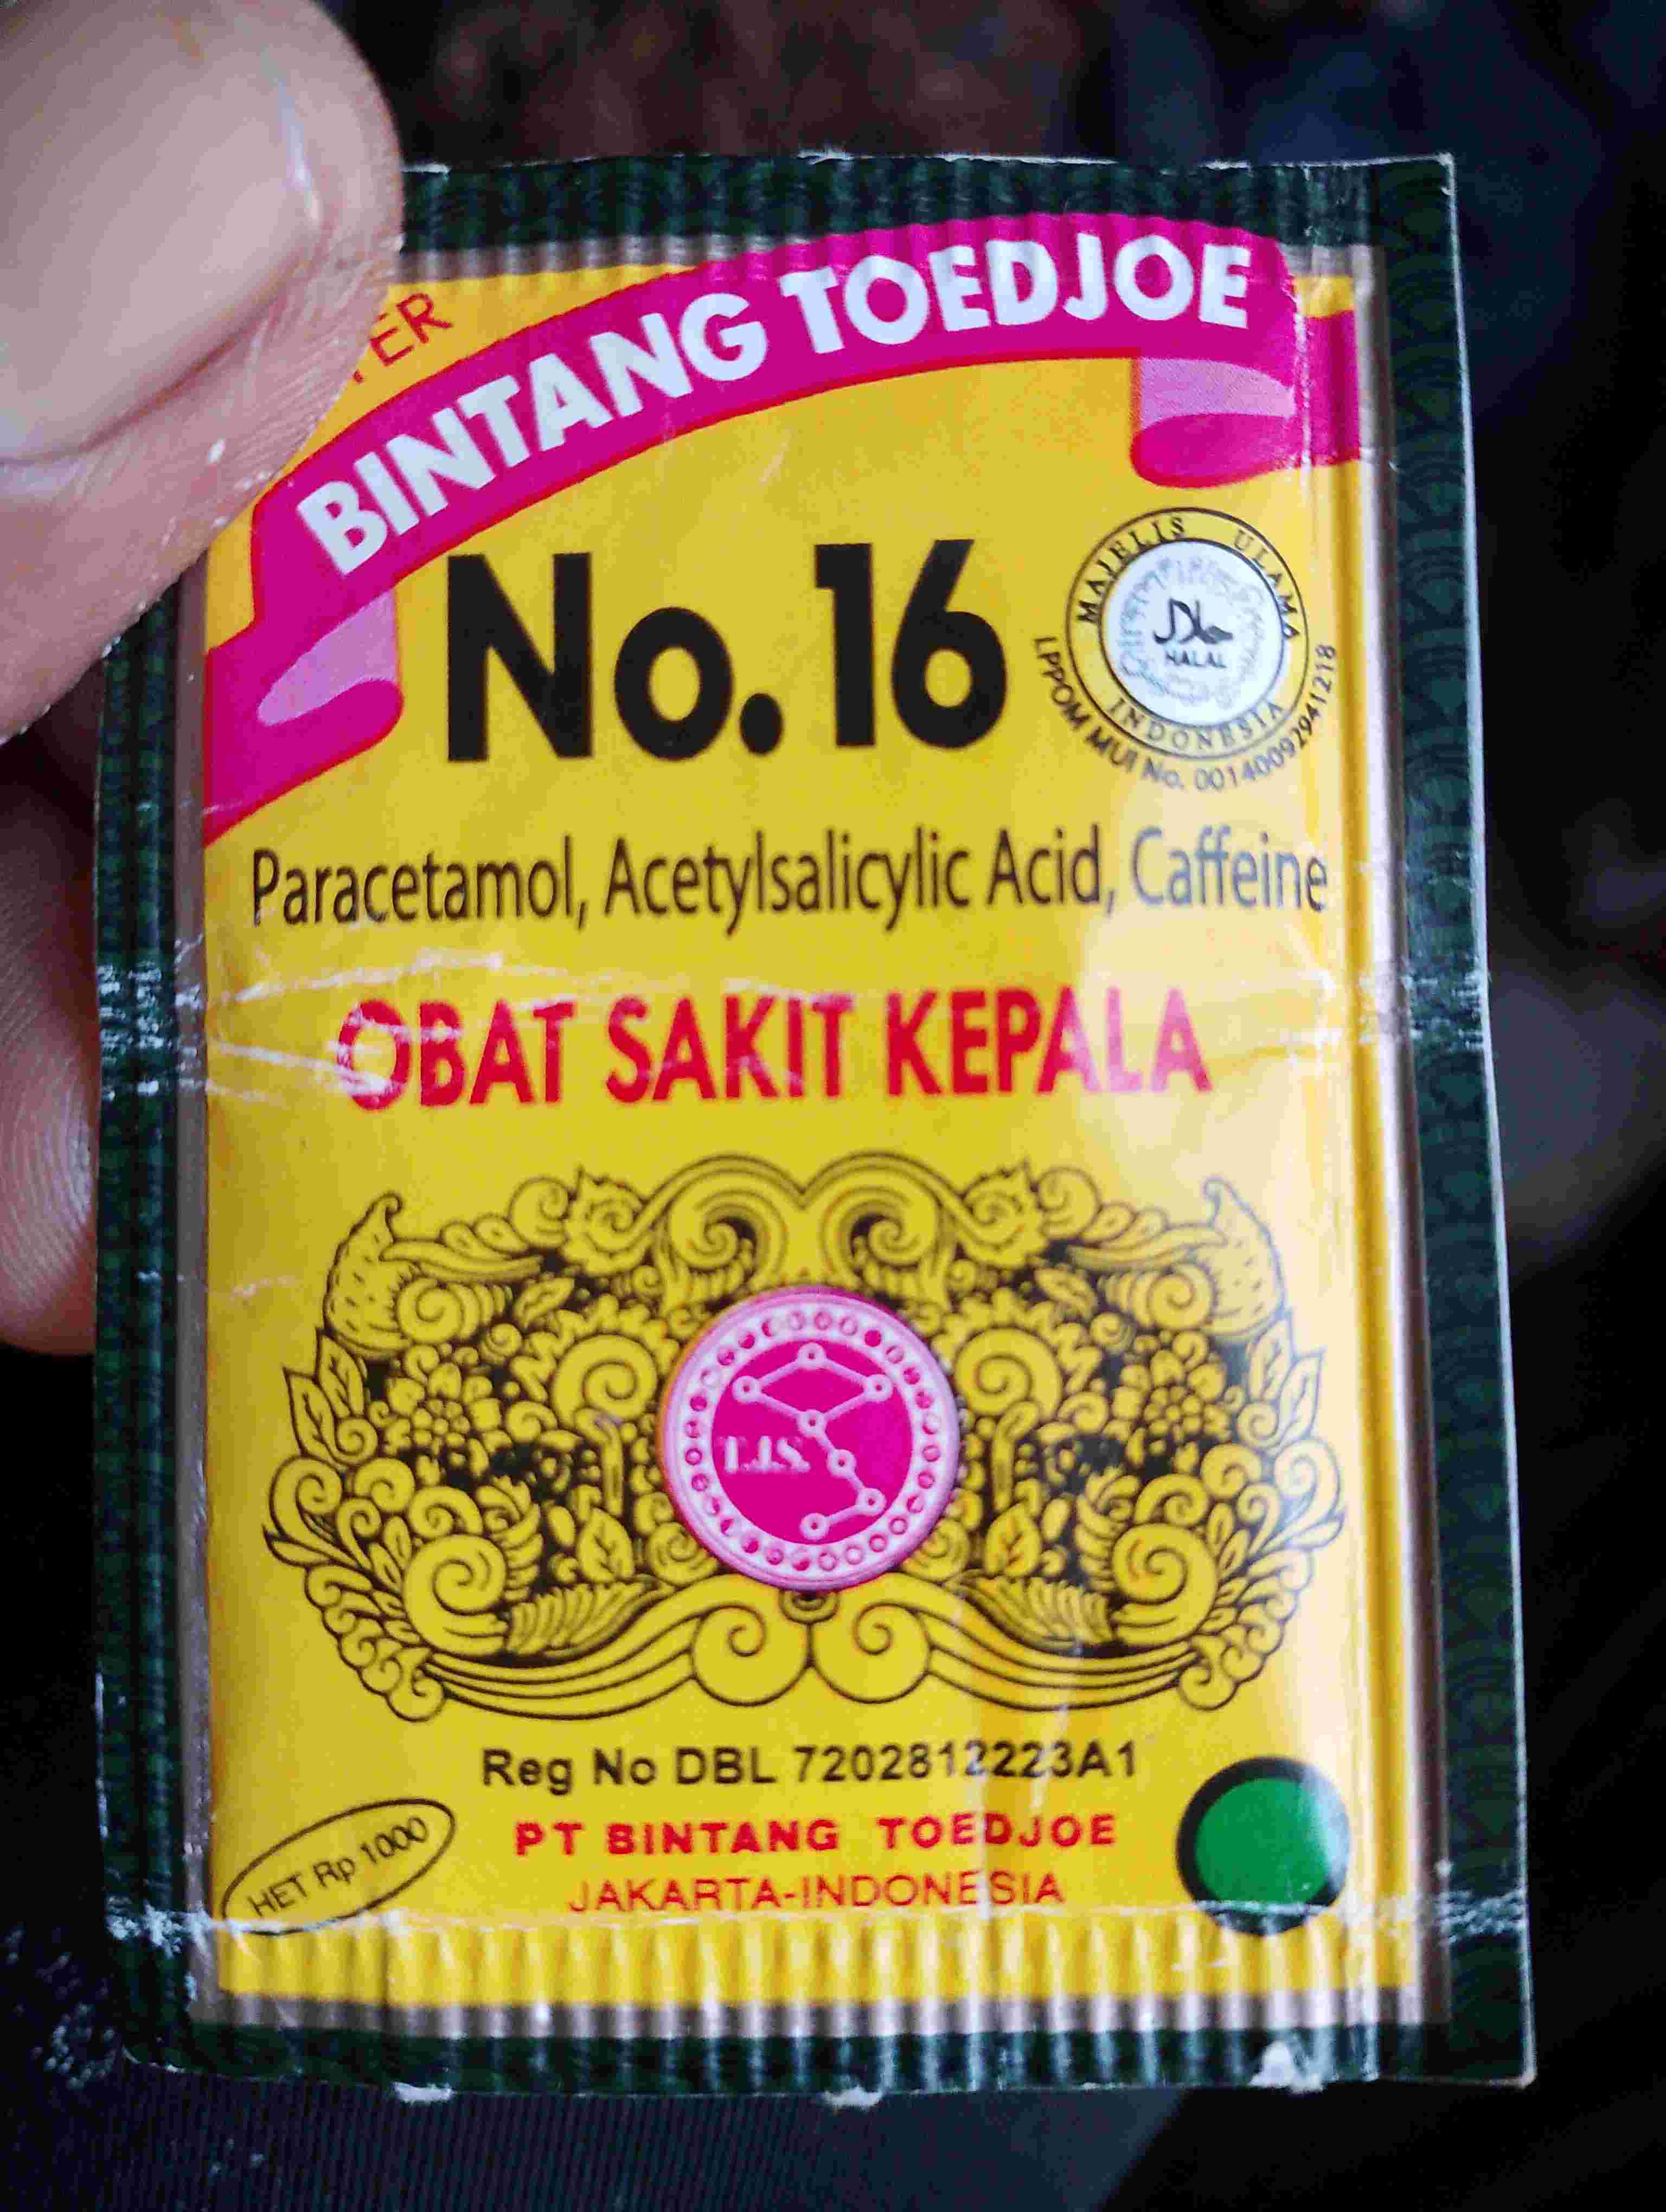 BINTANG TOEDJOE
No.16
MAJELIS ULAMA
HALAL
INDONESIA
LPPOM MUI No. 00140092941218
Paracetamol, Acetylsalicylic Acid, Caffeine
OBAT SAKIT KEPALA
T.J.S.
Reg No DBL 7202812223A1
HET Rp 1000
PT BINTANG TOEDJOE
JAKARTA-INDONESIA